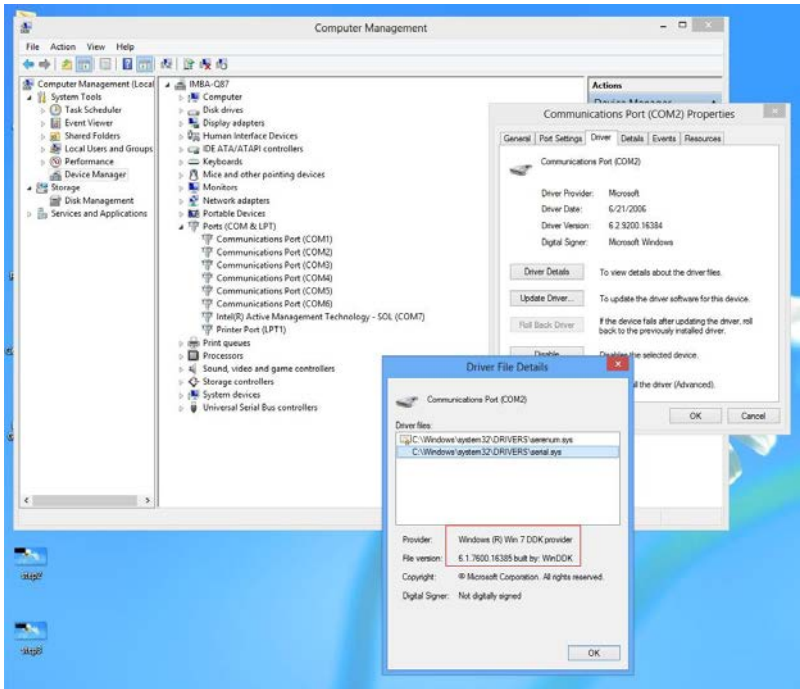 Computer Management
File Action View Help
Computer Management (Local
System Tools
Task Scheduler
Event Viewer
Shared Folders
Local Users and Groups
Performance
Device Manager
Storage
Disk Management
Services and Applications
IMBA-Q87
Computer
Disk drives
Display adapters
Human Interface Devices
IDE ATA/ATAPI controllers
Keyboards
Mice and other pointing devices
Monitors
Network adapters
Portable Devices
Ports (COM & LPT)
Communications Port (COM1)
Communications Port (COM2)
Communications Port (COM3)
Communications Port (COM4)
Communications Port (COM5)
Communications Port (COM6)
Intel(R) Active Management Technology - SOL (COM7)
Printer Port (LPT1)
Print queues
Processors
Sound, video and game controllers
Storage controllers
System devices
Universal Serial Bus controllers
Actions
Device Manager
Communications Port (COM2) Properties
General Port Settings Driver Details Events Resources
Communications Port (COM2)
Driver Provider: Microsoft
Driver Date: 6/21/2006
Driver Version: 6.2.9200.16384
Digital Signer: Microsoft Windows
Driver Details To view details about the driver files.
Update Driver... To update the driver software for this device.
Roll Back Driver If the device fails after updating the driver, roll
back to the previously installed driver.
Disable Disables the selected device.
the driver (Advanced).
OK Cancel
Driver File Details
Communications Port (COM2)
Driver files:
C:\Windows\system32\DRIVERS\serenum.sys
C:\Windows\system32\DRIVERS\serial.sys
Provider: Windows (R) Win 7 DDK provider
File version: 6.1.7600.16385 built by: WinDDK
Copyright: © Microsoft Corporation. All rights reserved.
Digital Signer: Not digitally signed
OK
step2
step3